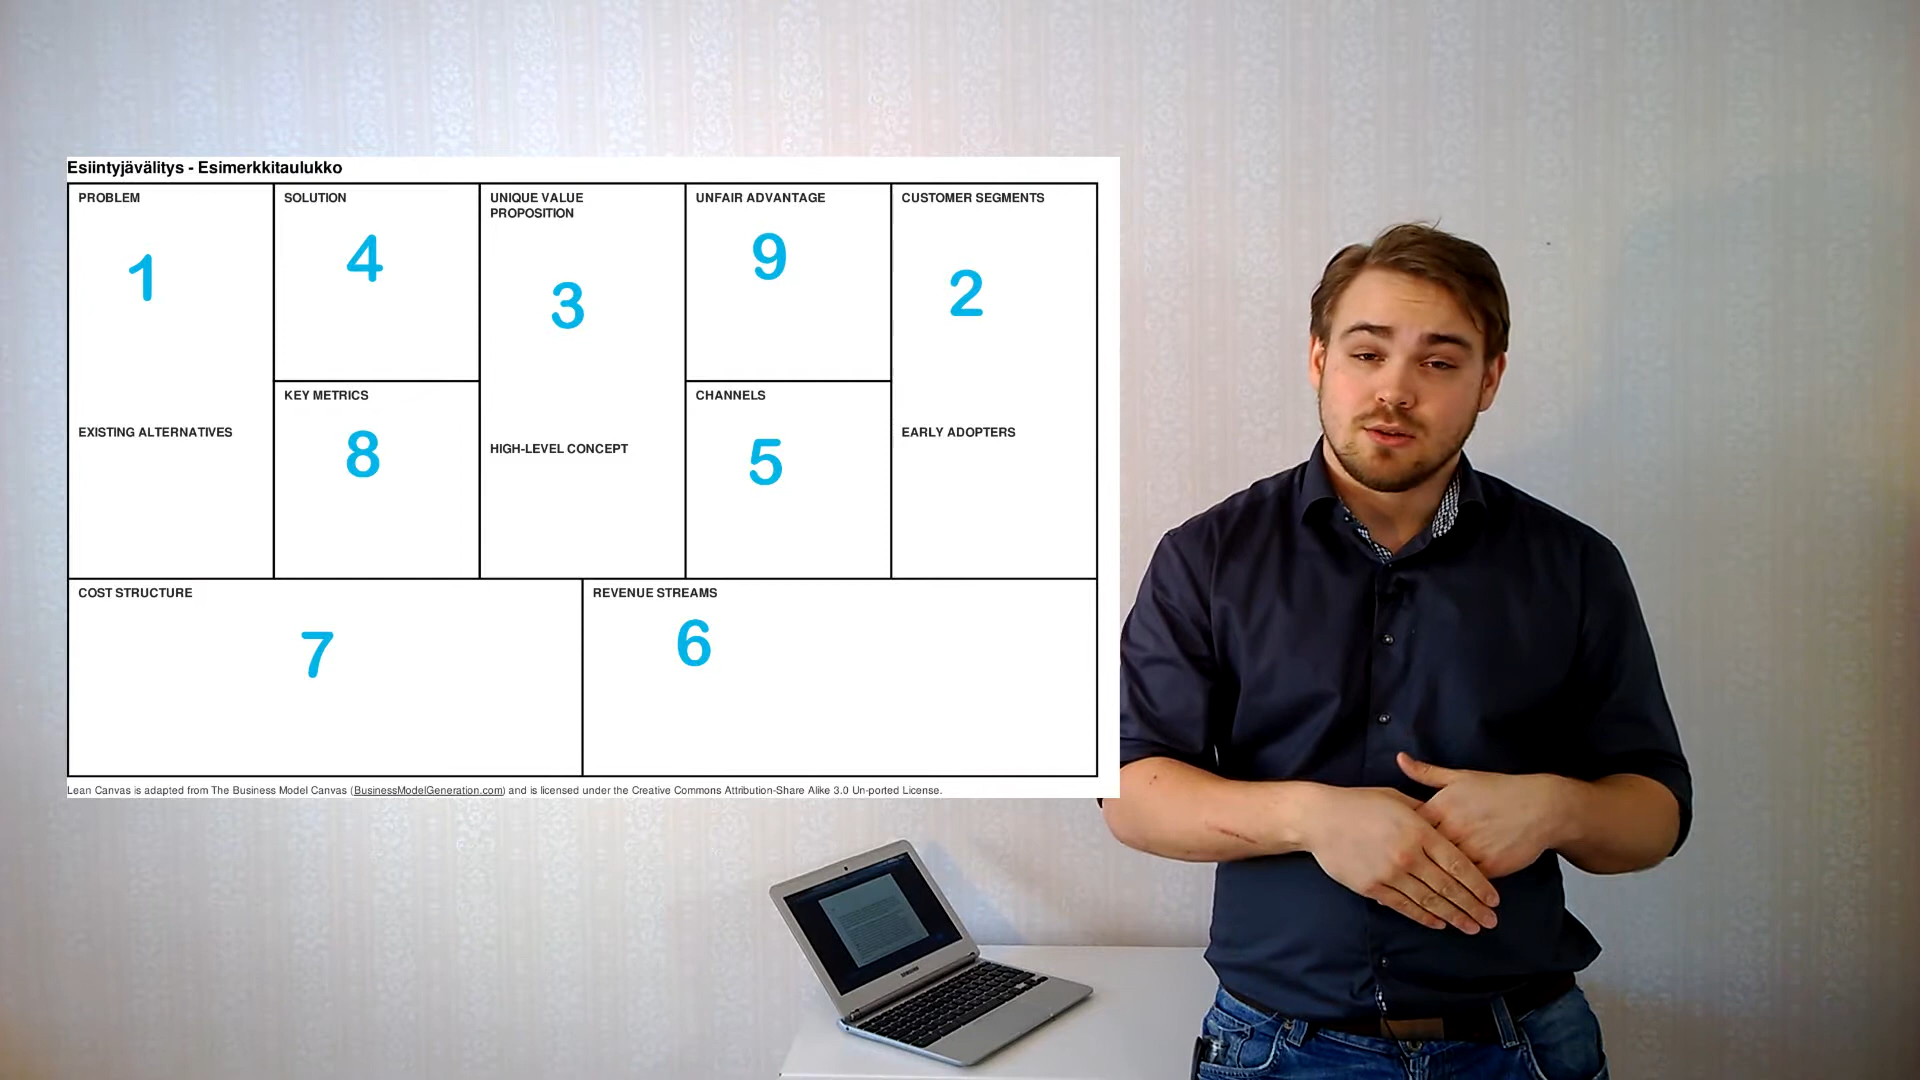 Esiintyjävälitys - Esimerkkitaulukko
PROBLEM
1
EXISTING ALTERNATIVES
SOLUTION
4
KEY METRICS
8
UNIQUE VALUE
PROPOSITION
3
HIGH-LEVEL CONCEPT
UNFAIR ADVANTAGE
9
CHANNELS
5
CUSTOMER SEGMENTS
2
EARLY ADOPTERS
COST STRUCTURE
7
REVENUE STREAMS
6
Lean Canvas is adapted from The Business Model Canvas (BusinessModelGeneration.com) and is licensed under the Creative Commons Attribution-Share Alike 3.0 Un-ported License.
SAMSUNG